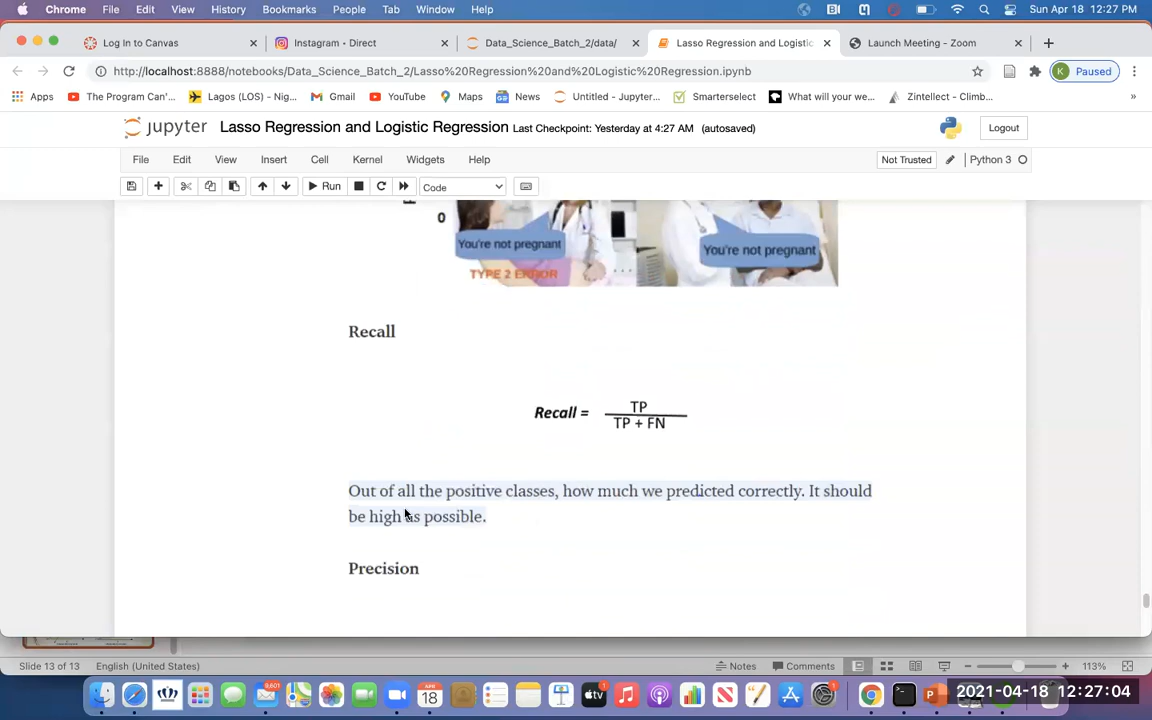 Chrome File Edit View History Bookmarks People Tab Window Help Sun Apr 18 12:27 PM
Log In to Canvas Instagram • Direct Data_Science_Batch_2/data/ Lasso Regression and Logistic Launch Meeting - Zoom
http://localhost:8888/notebooks/Data_Science_Batch_2/Lasso%20Regression%20and%20Logistic%20Regression.ipynb K Paused
Apps The Program Can'... Lagos (LOS) - Nig... Gmail YouTube Maps News Untitled - Jupyter... Smarterselect What will your we... Zintellect - Climb... »
jupyter Lasso Regression and Logistic Regression Last Checkpoint: Yesterday at 4:27 AM (autosaved) Logout
File Edit View Insert Cell Kernel Widgets Help Not Trusted Python 3
Run Code
0
You're not pregnant You're not pregnant
TYPE 2 ERROR
Recall
Recall = TP
TP + FN
Out of all the positive classes, how much we predicted correctly. It should
be high as possible.
Precision
Slide 13 of 13 English (United States) Notes Comments 113%
9,601 APR 18 1 1
2021-04-18 12:27:04